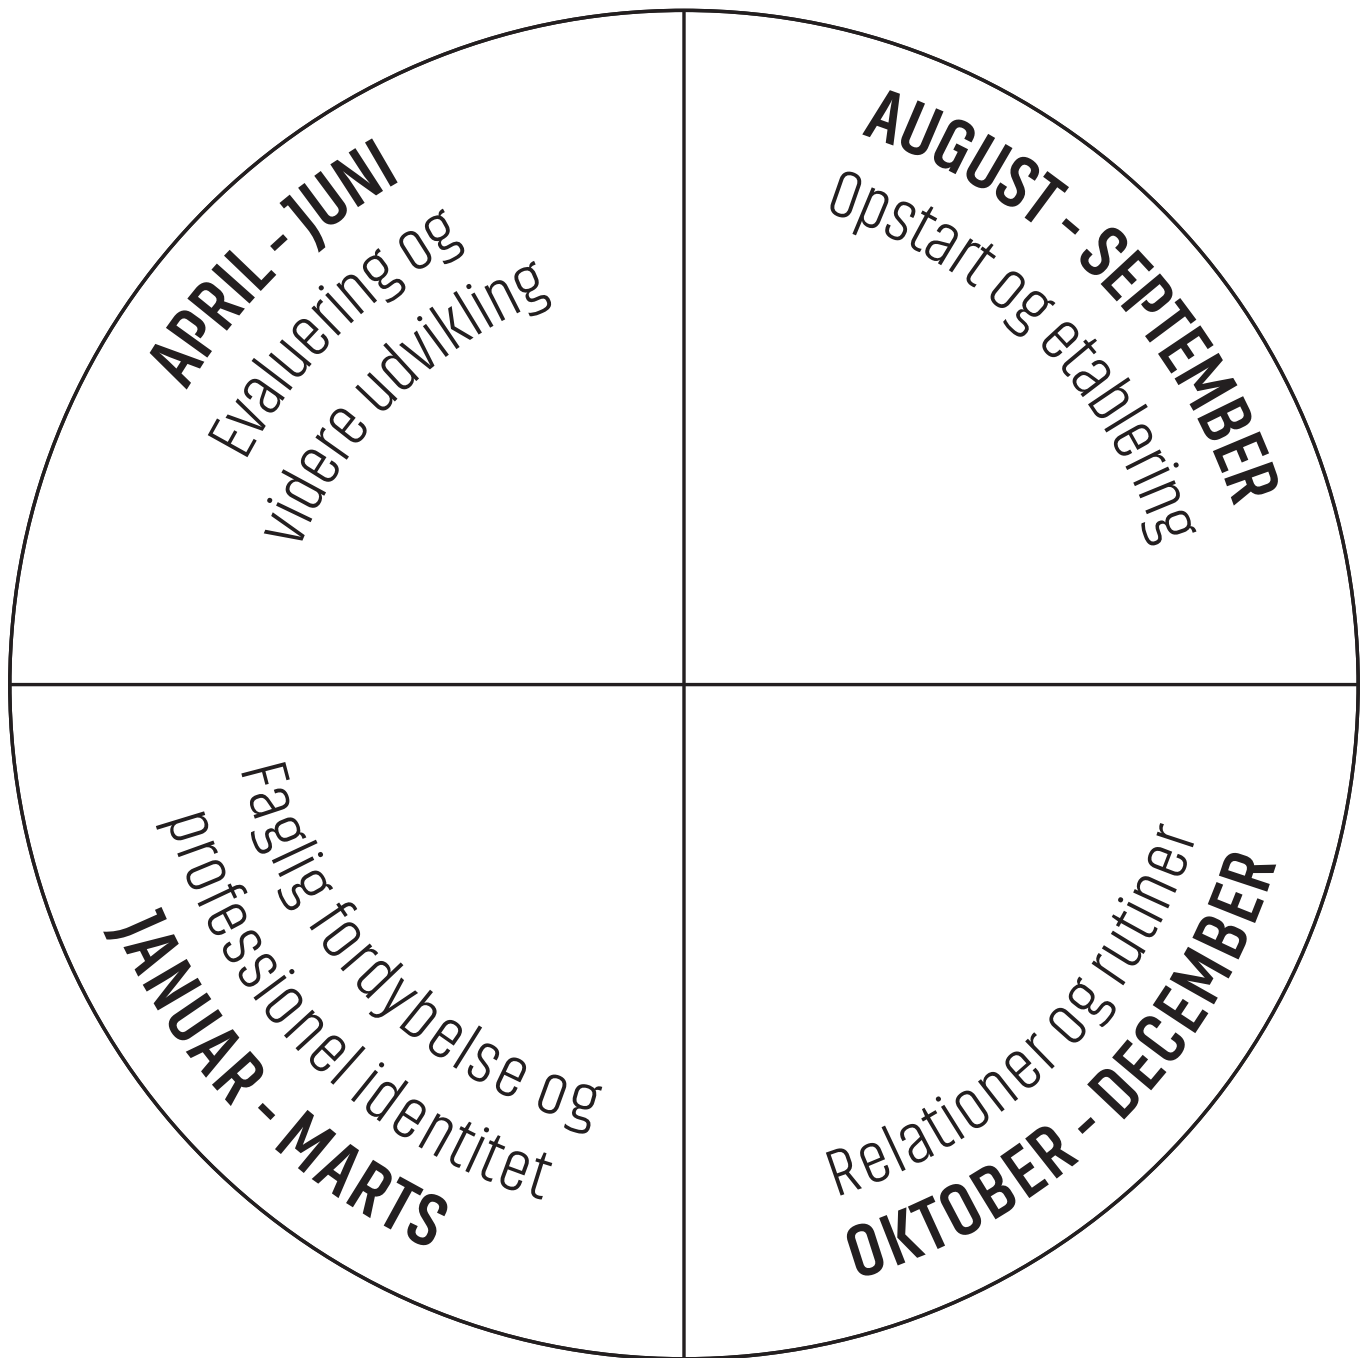 AUGUST - SEPTEMBER
Opstart og etablering
Relationer og rutiner
OKTOBER - DECEMBER
Faglig fordybelse og
professionel identitet
JANUAR - MARTS
APRIL - JUNI
Evaluering og
videre udvikling